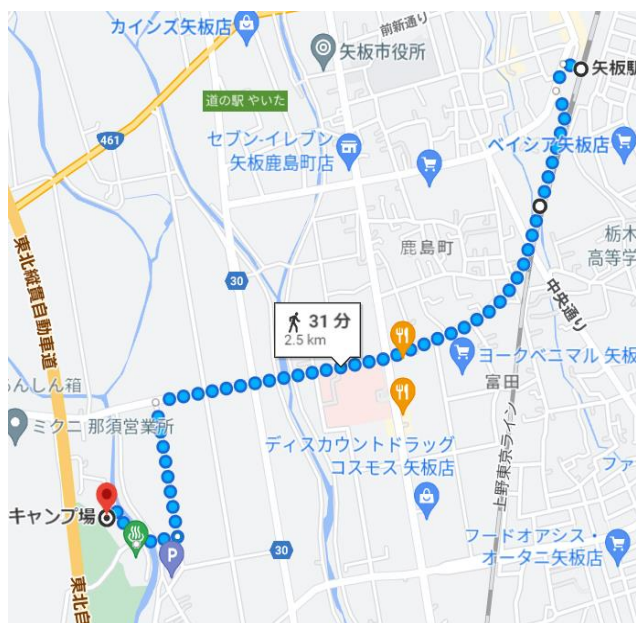 カインズ矢板店
前新通り
矢板市役所
矢板駅
道の駅 やいた
461
セブン-イレブン
矢板鹿島町店
ベイシア矢板店
鹿島町
栃木
高等学
30
中央通り
東北縦貫自動車道
31 分
2.5 km
ヨークベニマル 矢板
富田
あんしん箱
ミクニ 那須営業所
ディスカウントドラッグ
コスモス 矢板店
上野東京ライン
ファ
キャンプ場
P
30
フードオアシス・
オータニ矢板店
東北自